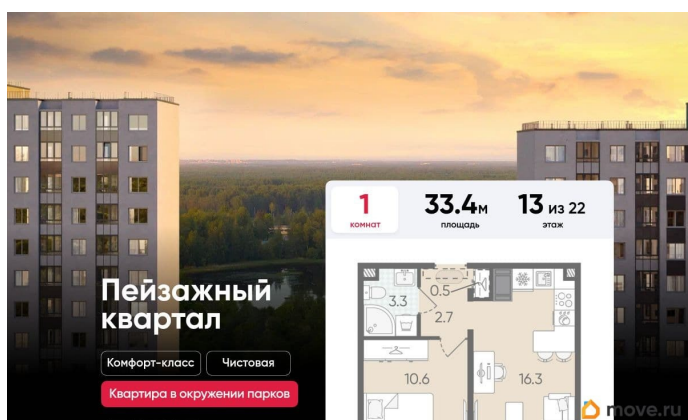 1
комнат
33.4м
площадь
13 из 22
этаж
Пейзажный
квартал
Комфорт-класс
Чистовая
Квартира в окружении парков
3.3
0.5
2.7
10.6
16.3
move.ru